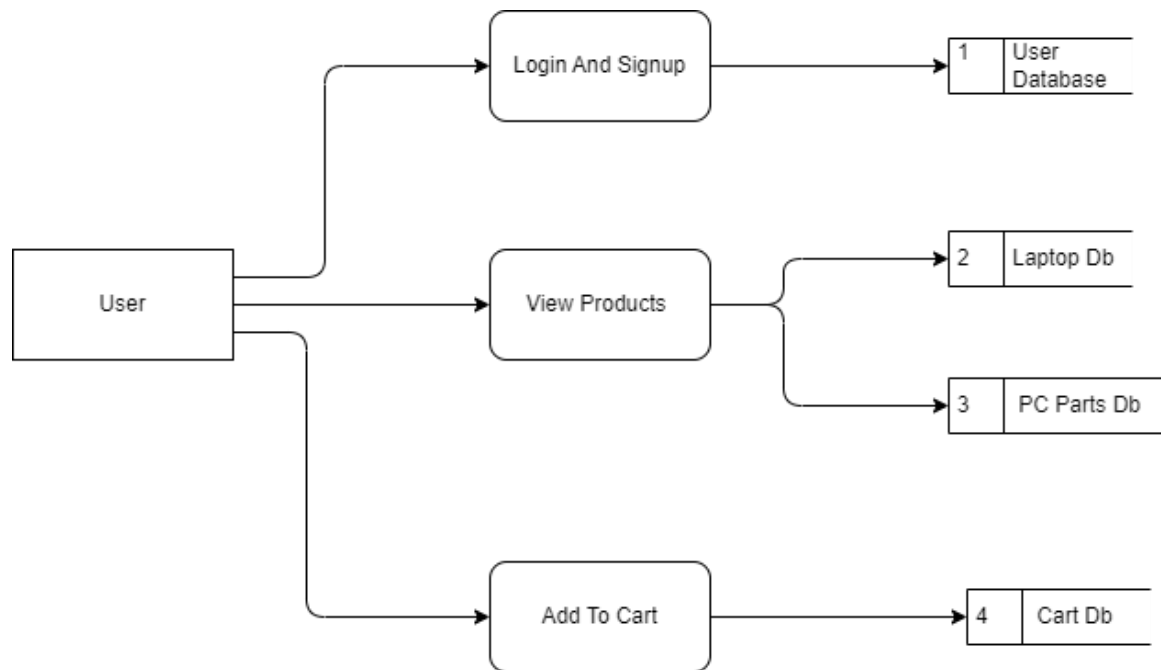 Login And Signup
1
User
Database
User
View Products
2
Laptop Db
3
PC Parts Db
Add To Cart
4
Cart Db